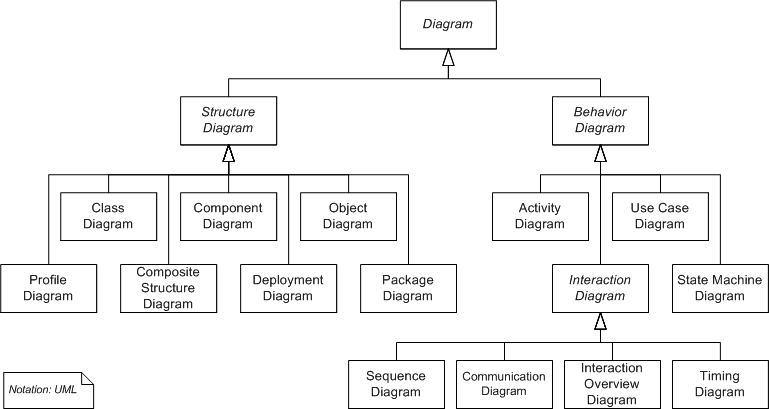 Diagram
Structure
Diagram
Behavior
Diagram
Class
Diagram
Component
Diagram
Object
Diagram
Activity
Diagram
Use Case
Diagram
Profile
Diagram
Composite
Structure
Diagram
Deployment
Diagram
Package
Diagram
Interaction
Diagram
State Machine
Diagram
Sequence
Diagram
Communication
Diagram
Interaction
Overview
Diagram
Timing
Diagram
Notation: UML